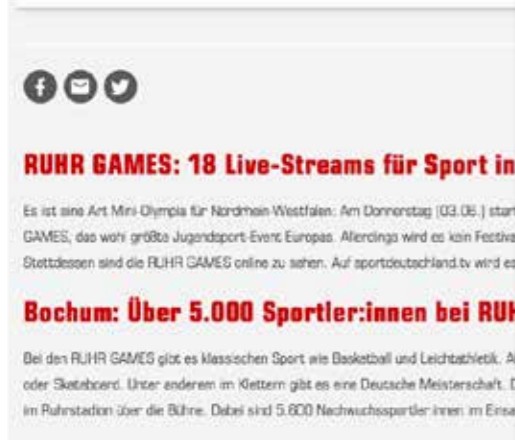 RUHR GAMES: 18 Live-Streams für Sport in
Es ist eine Art Mini-Olympia für Nordrhein-Westfalen: Am Donnerstag (03.06.) start
GAMES, das wohl größte Jugendsport-Event Europas. Allerdings wird es kein Festiva
Stattdessen sind die RUHR GAMES online zu sehen. Auf sportdeutschland.tv wird es
Bochum: Über 5.000 Sportler:innen bei RUH
Bei den RUHR GAMES gibt es klassischen Sport wie Basketball und Leichtathletik. A
oder Skateboard. Unter anderem im Klettern gibt es eine Deutsche Meisterschaft. D
im Ruhrstadion über die Bühne. Dabei sind 5.600 Nachwuchssportler:innen im Einsa